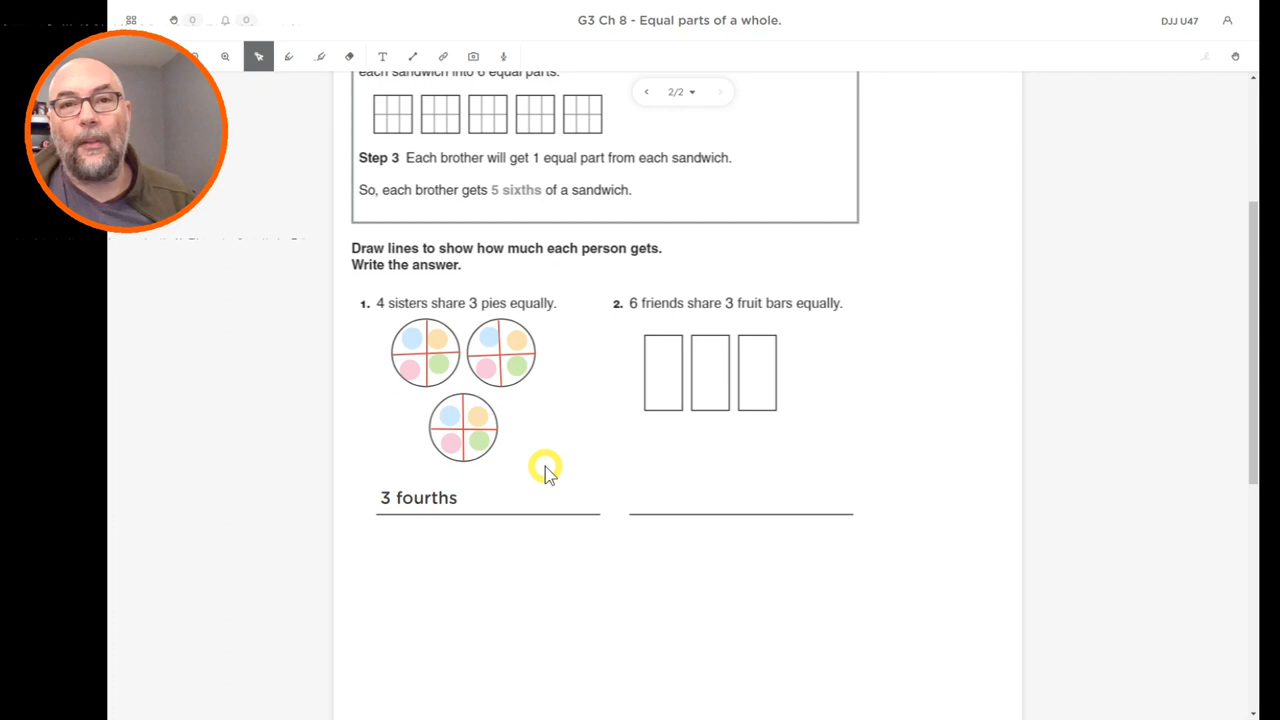 0
0
G3 Ch 8 - Equal parts of a whole.
DJJ U47
T
each sandwich into 6 equal parts.
2/2
Step 3 Each brother will get 1 equal part from each sandwich.
So, each brother gets 5 sixths of a sandwich.
Draw lines to show how much each person gets.
Write the answer.
1. 4 sisters share 3 pies equally.
2. 6 friends share 3 fruit bars equally.
3 fourths